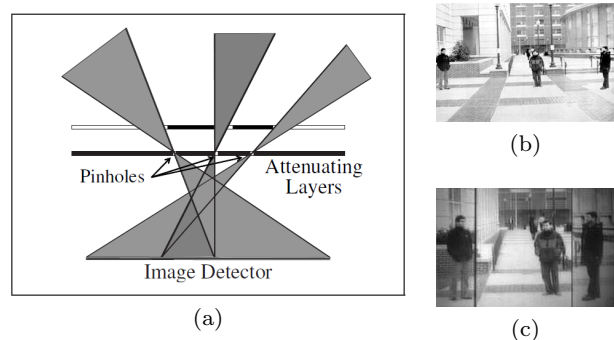 Pinholes
Attenuating
Layers
Image Detector
(a)
(b)
(c)